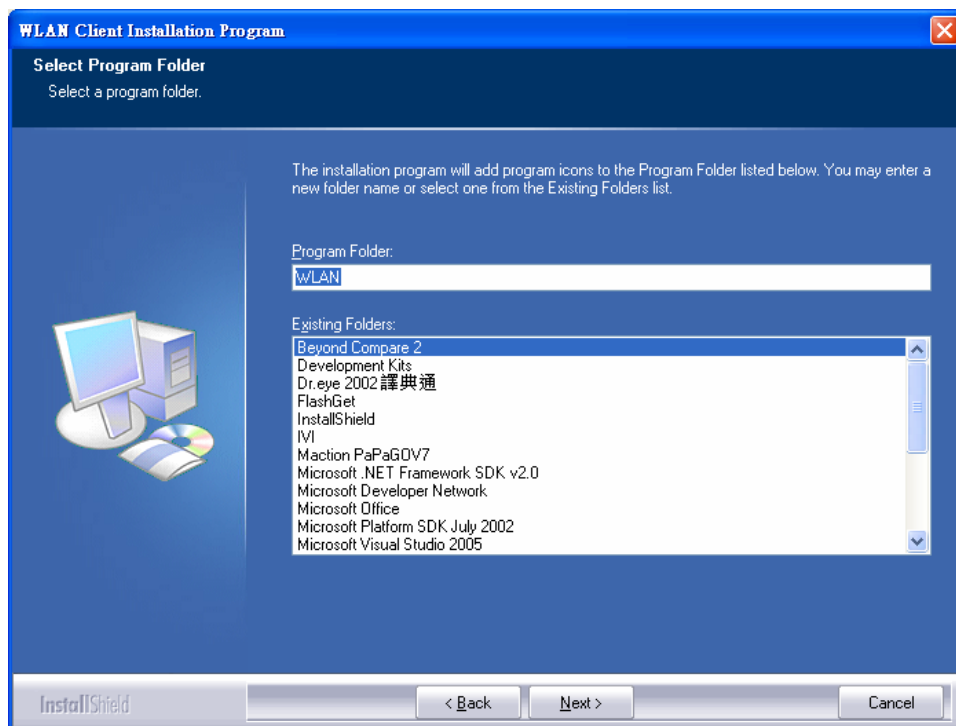 WLAN Client Installation Program
Select Program Folder
Select a program folder.
The installation program will add program icons to the Program Folder listed below. You may enter a
new folder name or select one from the Existing Folders list.
Program Folder:
WLAN
Existing Folders:
Beyond Compare 2
Development Kits
Dr.eye 2002 譯典通
FlashGet
InstallShield
IVI
Maction PaPaGO!V7
Microsoft .NET Framework SDK v2.0
Microsoft Developer Network
Microsoft Office
Microsoft Platform SDK July 2002
Microsoft Visual Studio 2005
InstallShield
< Back
Next >
Cancel